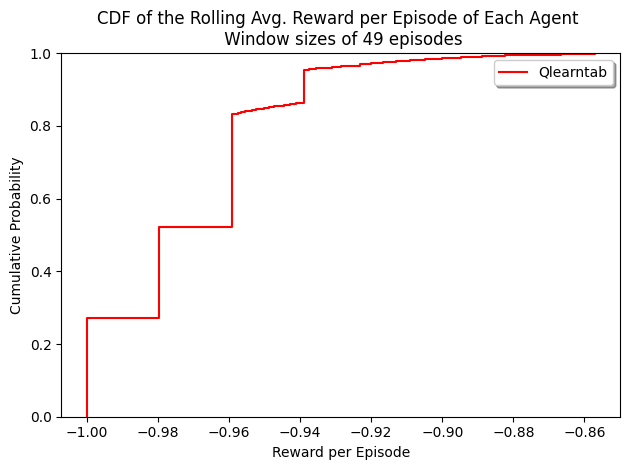 CDF of the Rolling Avg. Reward per Episode of Each Agent
Window sizes of 49 episodes
Qlearntab
Cumulative Probability
1.0
0.8
0.6
0.4
0.2
0.0
−1.00 −0.98 −0.96 −0.94 −0.92 −0.90 −0.88 −0.86
Reward per Episode